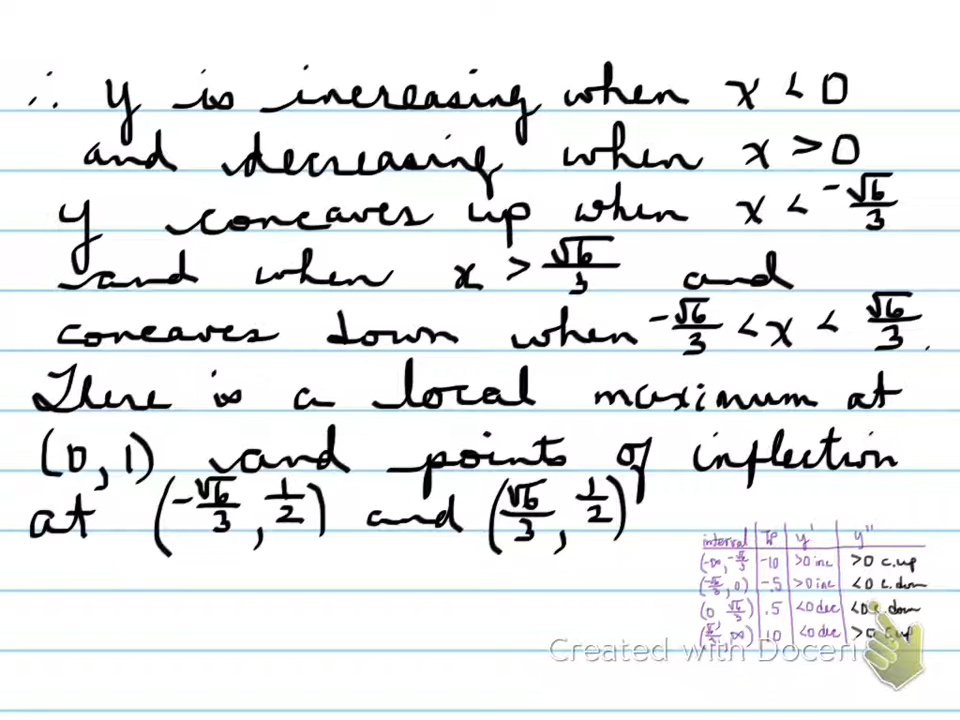 ∴ y is increasing when x < 0
and decreasing when x > 0
y concaves up when x < -√6/3
and when x > √6/3 and
concaves down when -√6/3 < x < √6/3.
There is a local maximum at
(0, 1) and points of inflection
at (-√6/3, 1/2) and (√6/3, 1/2)
interval TP y' y''
(-∞, -√6/3) -10 >0 inc >0 c.up
(-√6/3, 0) -.5 >0 inc <0 c.down
(0 √6/3) .5 <0 dec <0 c.down
(√6/3, ∞) 10 <0 dec >0 c.up
Created with Doceri